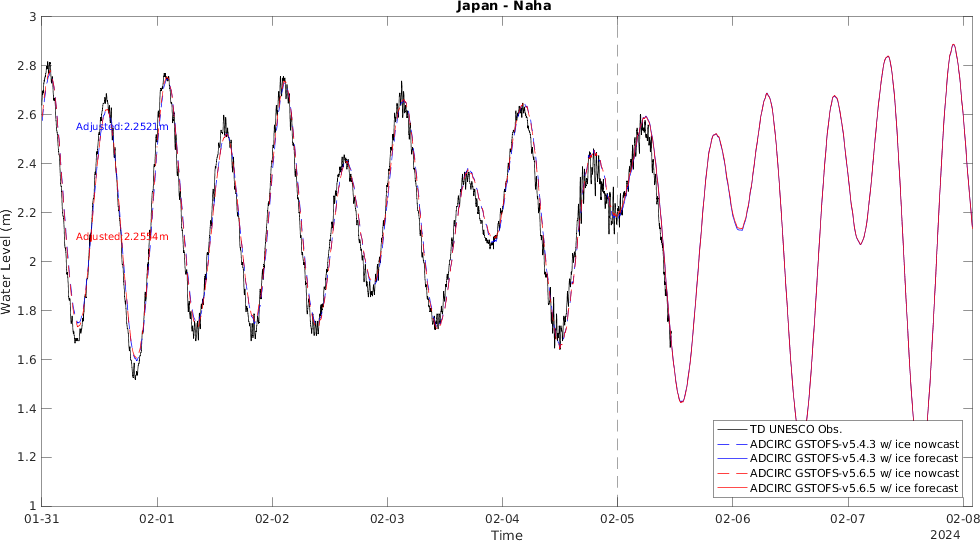 Japan - Naha
3
2.8
2.6
2.4
2.2
2
1.8
1.6
1.4
1.2
1
Water Level (m)
Adjusted:2.2521m
Adjusted:2.2554m
TD UNESCO Obs.
ADCIRC GSTOFS-v5.4.3 w/ ice nowcast
ADCIRC GSTOFS-v5.4.3 w/ ice forecast
ADCIRC GSTOFS-v5.6.5 w/ ice nowcast
ADCIRC GSTOFS-v5.6.5 w/ ice forecast
01-31 02-01 02-02 02-03 02-04 02-05 02-06 02-07 02-08
Time
2024